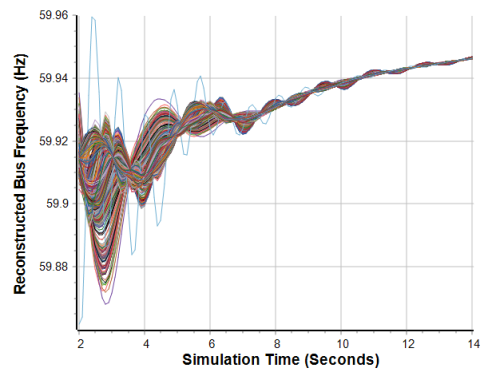 Reconstructed Bus Frequency (Hz)
59.96
59.94
59.92
59.9
59.88
2 4 6 8 10 12 14
Simulation Time (Seconds)